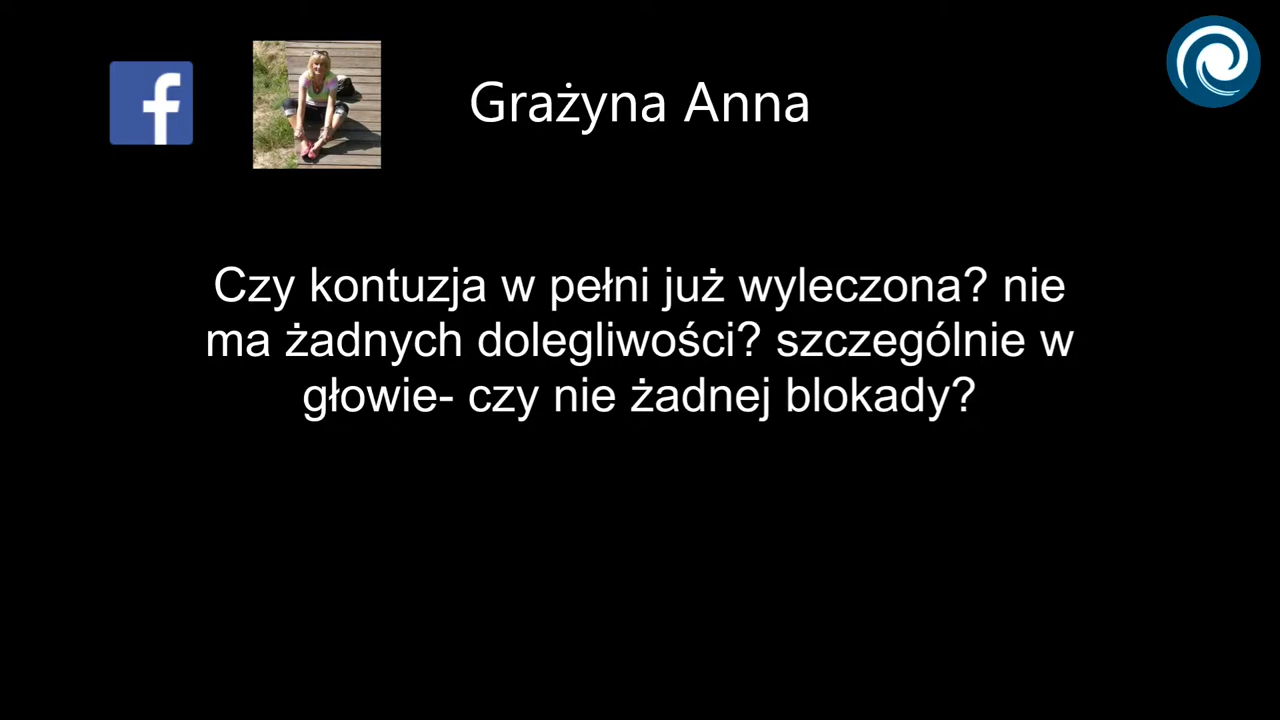 Grażyna Anna
Czy kontuzja w pełni już wyleczona? nie
ma żadnych dolegliwości? szczególnie w
głowie- czy nie żadnej blokady?